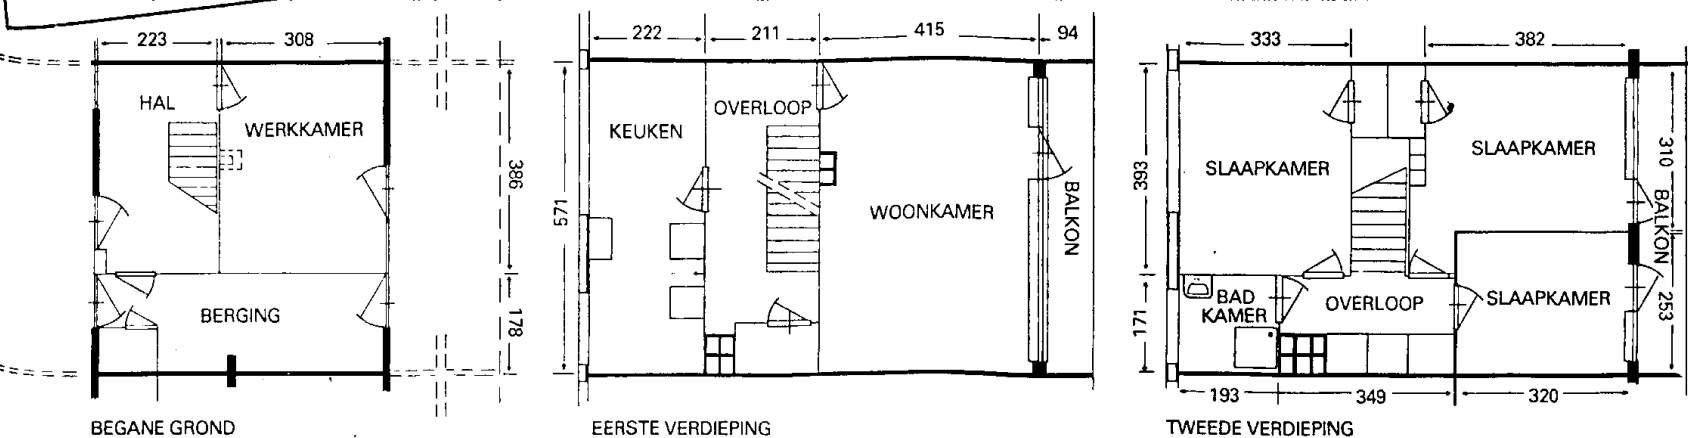 223 308
HAL
WERKKAMER
386
BERGING
178
BEGANE GROND
222 211 415 94
KEUKEN
OVERLOOP
571
WOONKAMER
BALKON
EERSTE VERDIEPING
333 382
393
SLAAPKAMER
SLAAPKAMER
310
BALKON
BAD
KAMER
OVERLOOP
SLAAPKAMER
171
253
193 349 320
TWEEDE VERDIEPING